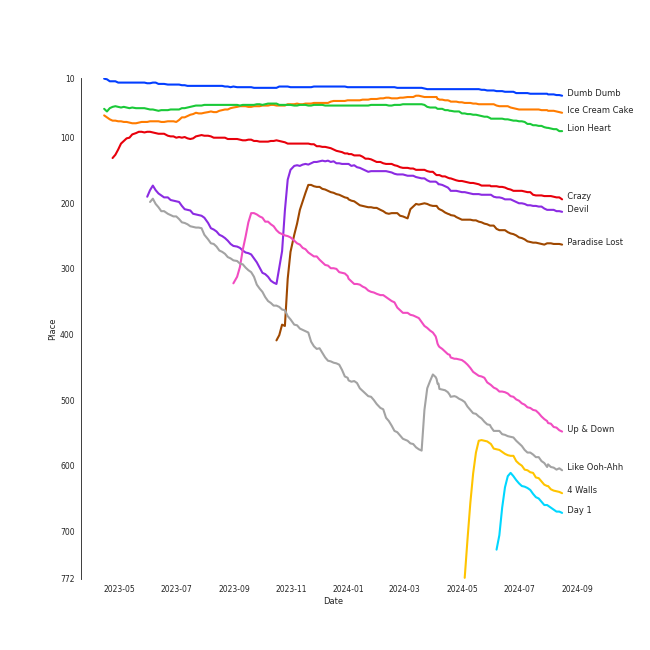 10
100
200
300
400
500
600
700
772
Place
2023-05
2023-07
2023-09
2023-11
2024-01
2024-03
2024-05
2024-07
2024-09
Date
Dumb Dumb
Ice Cream Cake
Lion Heart
Crazy
Devil
Paradise Lost
Up & Down
Like Ooh-Ahh
4 Walls
Day 1